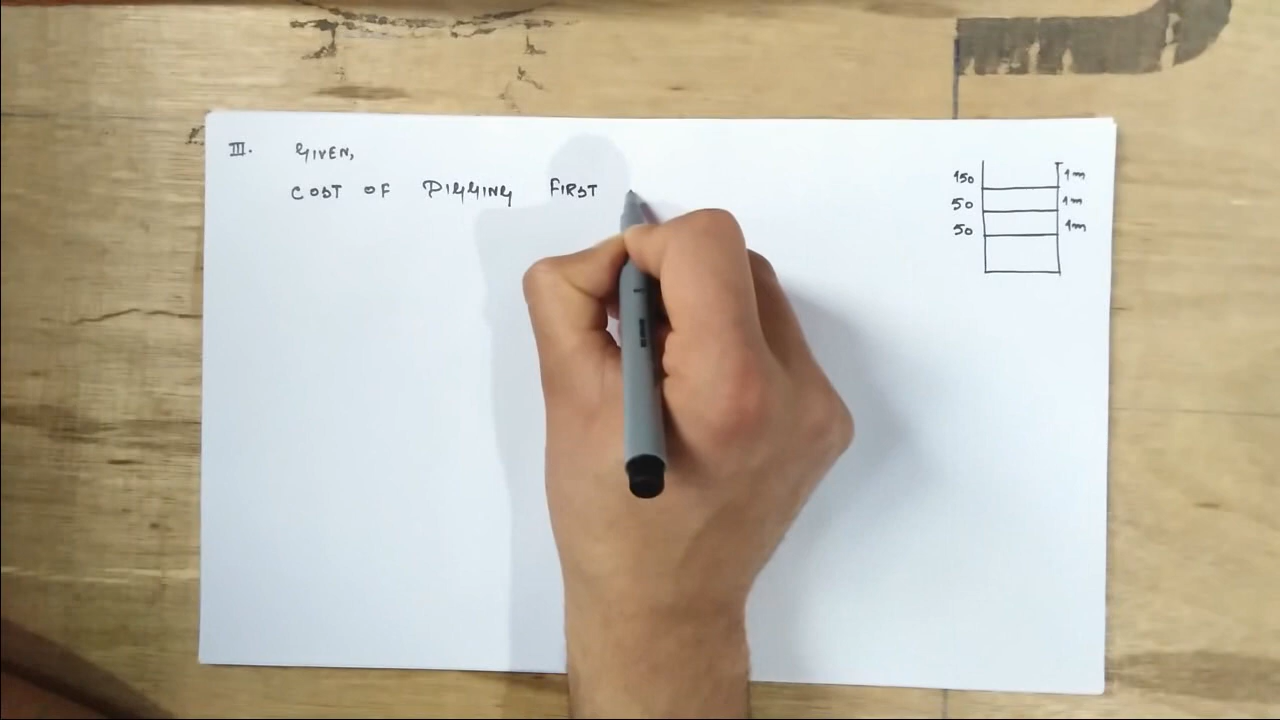 III. GIVEN,
COST OF DIGGING FIRST
150 1m
50 1m
50 1m